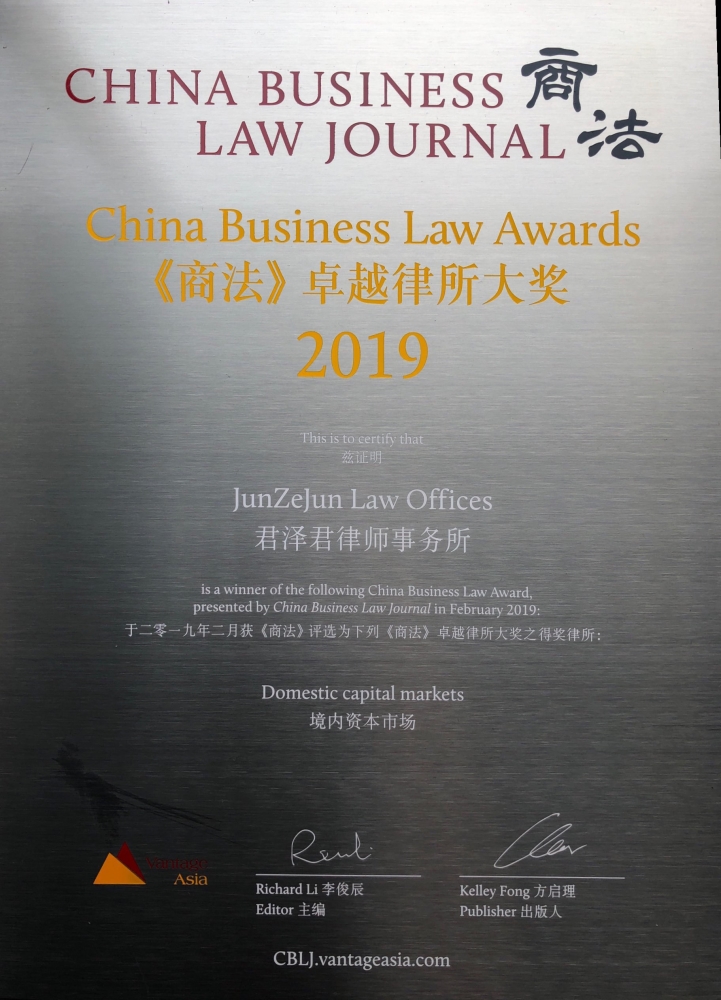 CHINA BUSINESS 商
LAW JOURNAL 法
China Business Law Awards
《商法》卓越律所大奖
2019
This is to certify that
兹证明
JunZeJun Law Offices
君泽君律师事务所
is a winner of the following China Business Law Award,
presented by China Business Law Journal in February 2019:
于二零一九年二月获《商法》评选为下列《商法》卓越律所大奖之得奖律所：
Domestic capital markets
境内资本市场
Asia
Richard Li 李俊辰
Editor 主编
Kelley Fong 方启理
Publisher 出版人
CBLJ.vantageasia.com